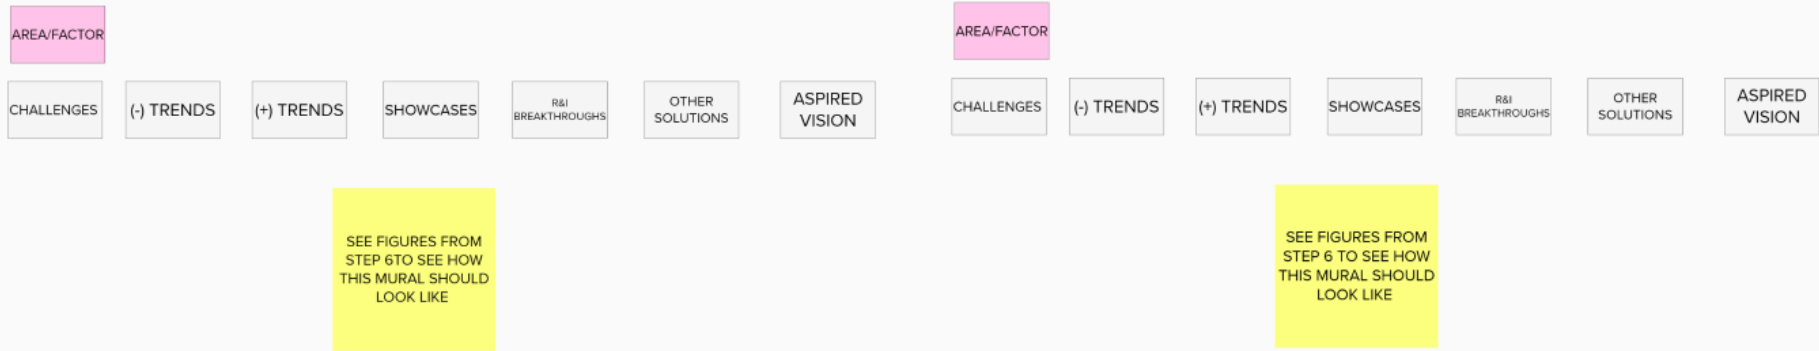 AREA/FACTOR
CHALLENGES
(-) TRENDS
(+) TRENDS
SHOWCASES
R&I
BREAKTHROUGHS
OTHER
SOLUTIONS
ASPIRED
VISION
SEE FIGURES FROM
STEP 6TO SEE HOW
THIS MURAL SHOULD
LOOK LIKE
AREA/FACTOR
CHALLENGES
(-) TRENDS
(+) TRENDS
SHOWCASES
R&I
BREAKTHROUGHS
OTHER
SOLUTIONS
ASPIRED
VISION
SEE FIGURES FROM
STEP 6 TO SEE HOW
THIS MURAL SHOULD
LOOK LIKE